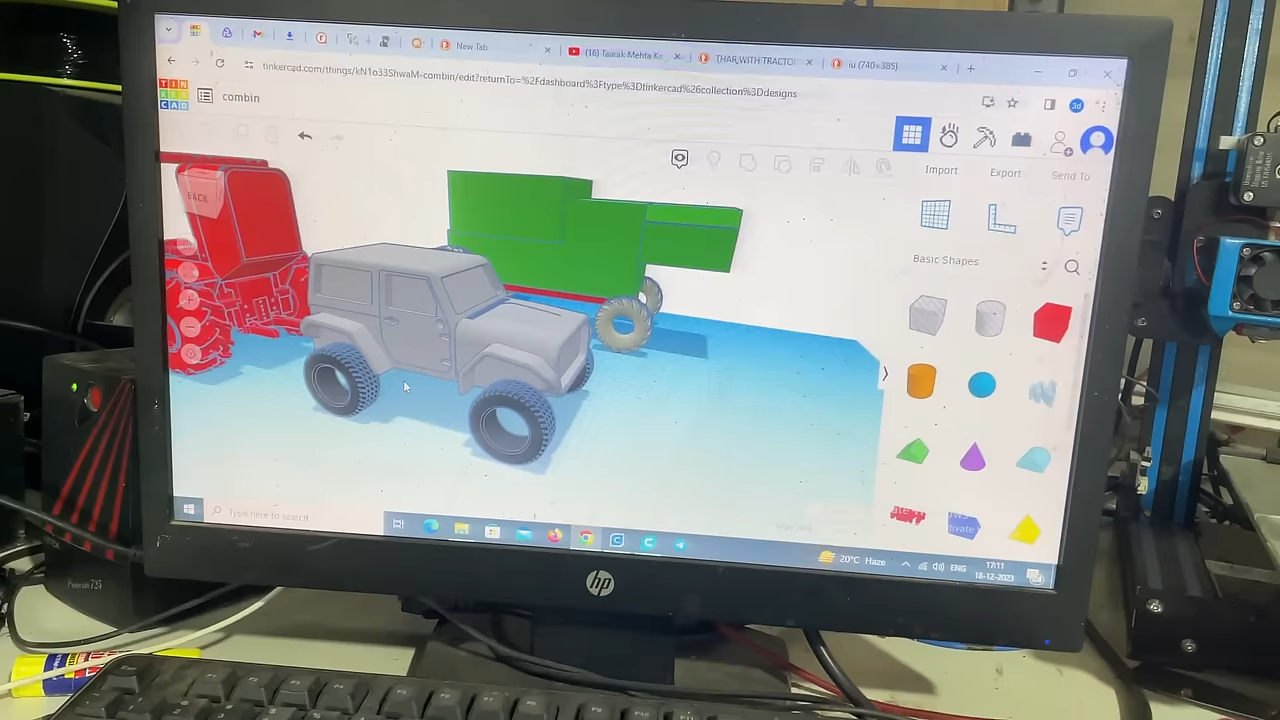 New Tab
(16) Taarak Mehta Ka
THAR WITH TRACTO
iu (740×385)
tinkercad.com/things/kN1o33ShwaM-combin/edit?returnTo=%2Fdashboard%3Ftype%3Dtinkercad%26collection%3Ddesigns
3d
TIN
KER
CAD
combin
Import
Export
Send To
BACK
Basic Shapes
Type here to search
20°C Haze
ENG
17:11
18-12-2023
hp